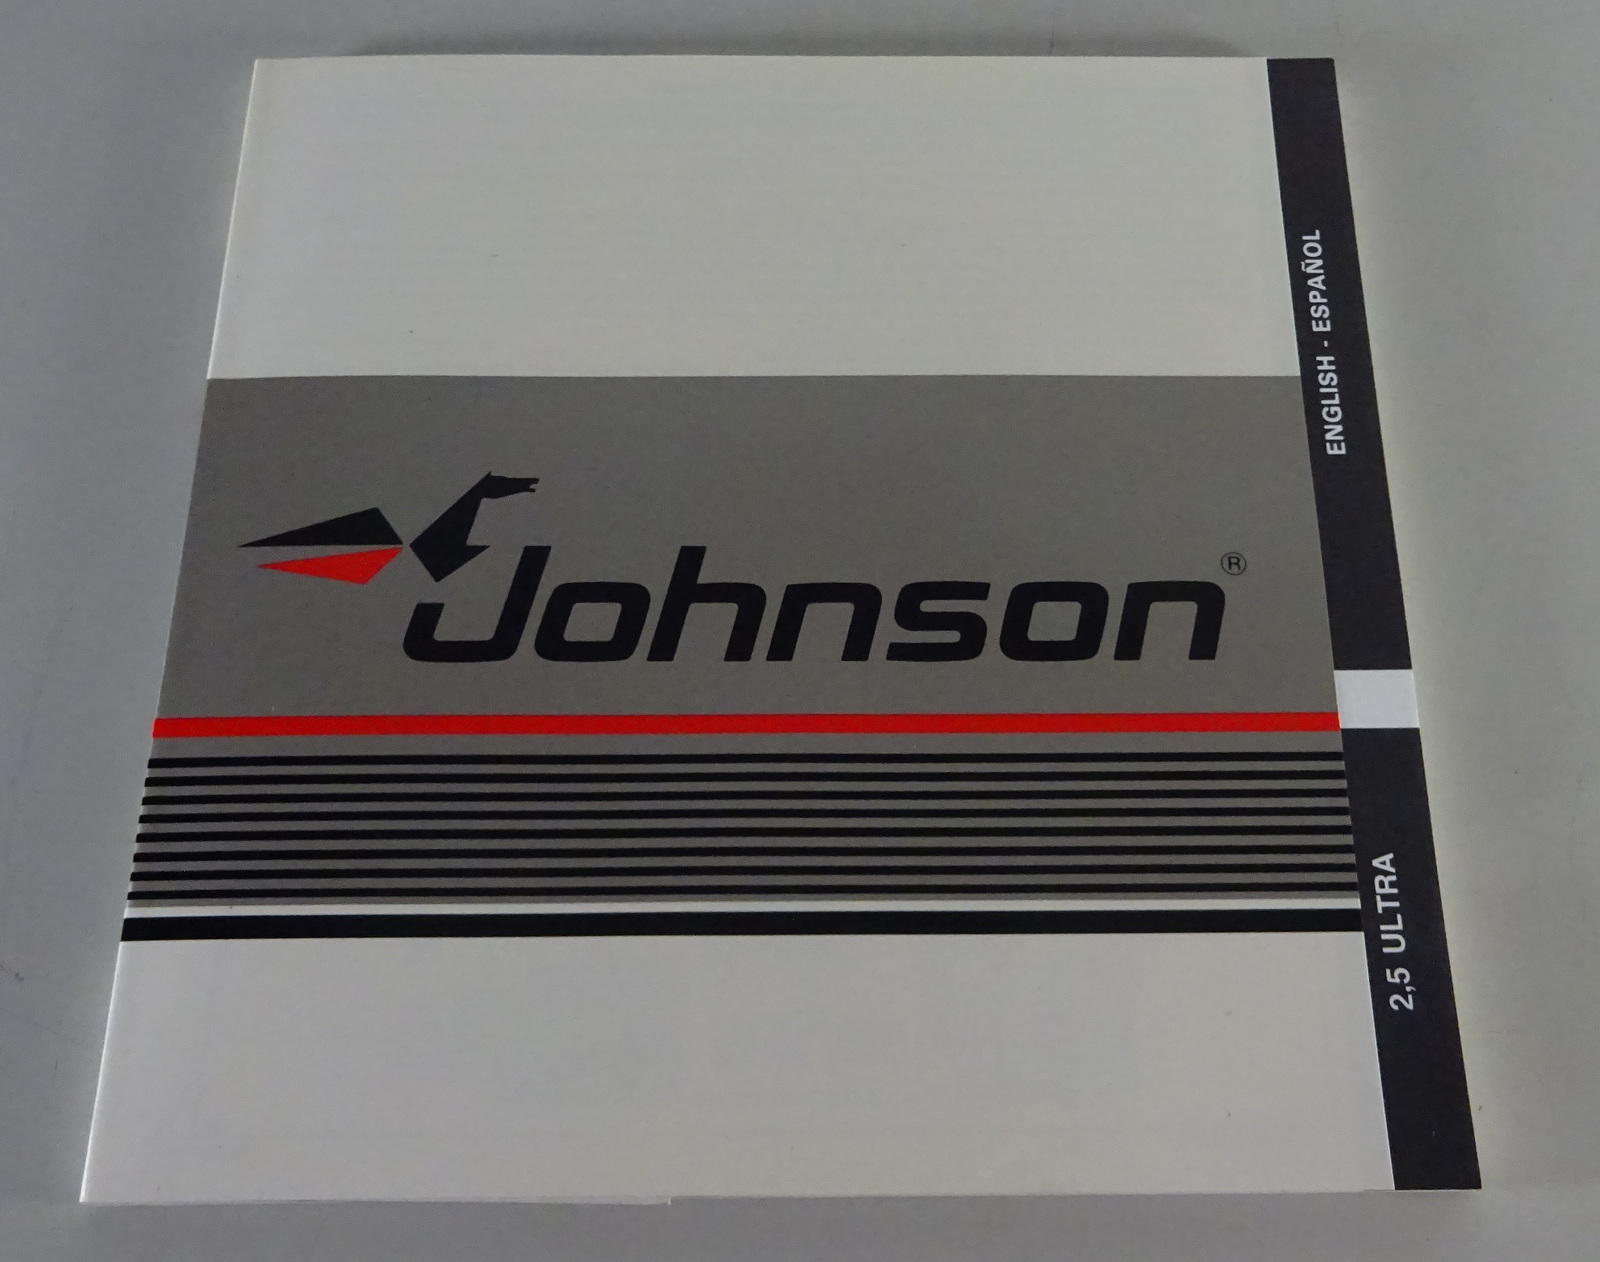 Johnson®
ENGLISH - ESPAÑOL
2,5 ULTRA